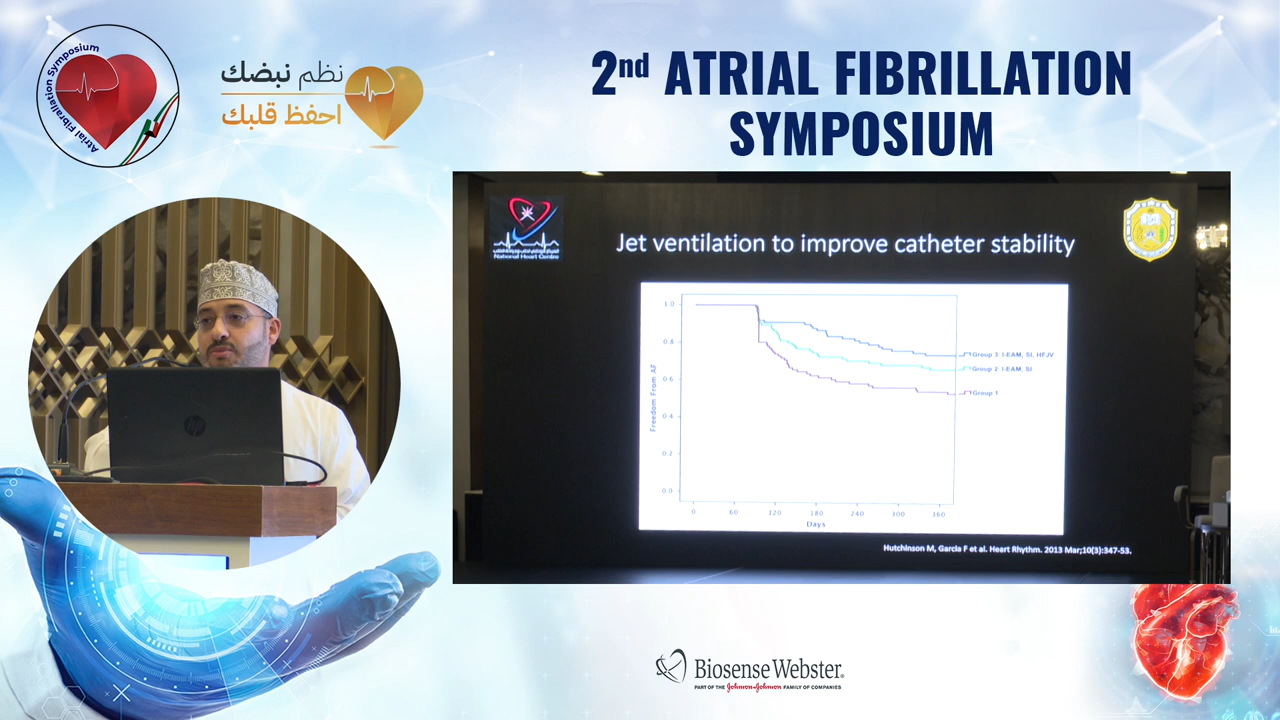 Atrial Fibrallation Symposium
نظم نبضك
احفظ قلبك
2nd ATRIAL FIBRILLATION
SYMPOSIUM
National Heart Centre
Jet ventilation to improve catheter stability
Freedom From AF
1.0
0.8
0.6
0.4
0.2
0.0
0
60
120
180
240
300
360
Days
Group 3 I-EAM, SI, HFJV
Group 2 I-EAM, SI
Group 1
Hutchinson M, Garcia F et al. Heart Rhythm. 2013 Mar;10(3):347-53.
hp
Biosense Webster®
PART OF THE Johnson & Johnson FAMILY OF COMPANIES